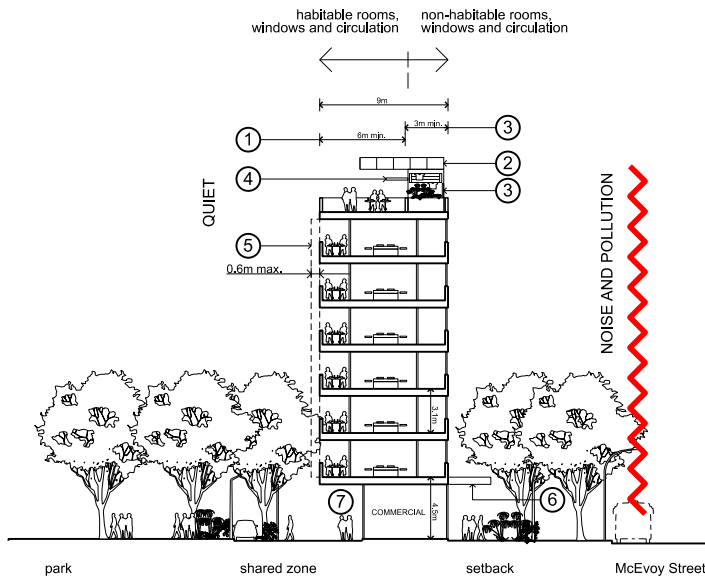 habitable rooms,
windows and circulation
non-habitable rooms,
windows and circulation
9m
3m min.
3
1
6m min.
2
4
3
QUIET
5
0.6m max.
NOISE AND POLLUTION
3.1m
7
COMMERCIAL
4.5m
6
park
shared zone
setback
McEvoy Street